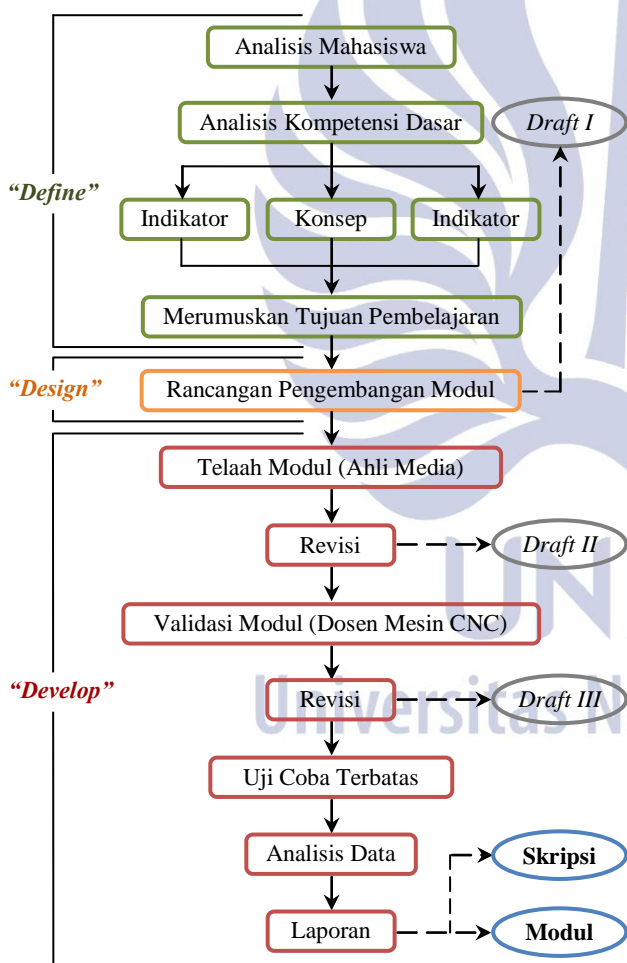 Analisis Mahasiswa
Analisis Kompetensi Dasar
Draft I
“Define”
Indikator
Konsep
Indikator
Merumuskan Tujuan Pembelajaran
“Design”
Rancangan Pengembangan Modul
Telaah Modul (Ahli Media)
Revisi
Draft II
UN
Validasi Modul (Dosen Mesin CNC)
“Develop”
Revisi
Draft III
Universitas N
Uji Coba Terbatas
Analisis Data
Skripsi
Laporan
Modul